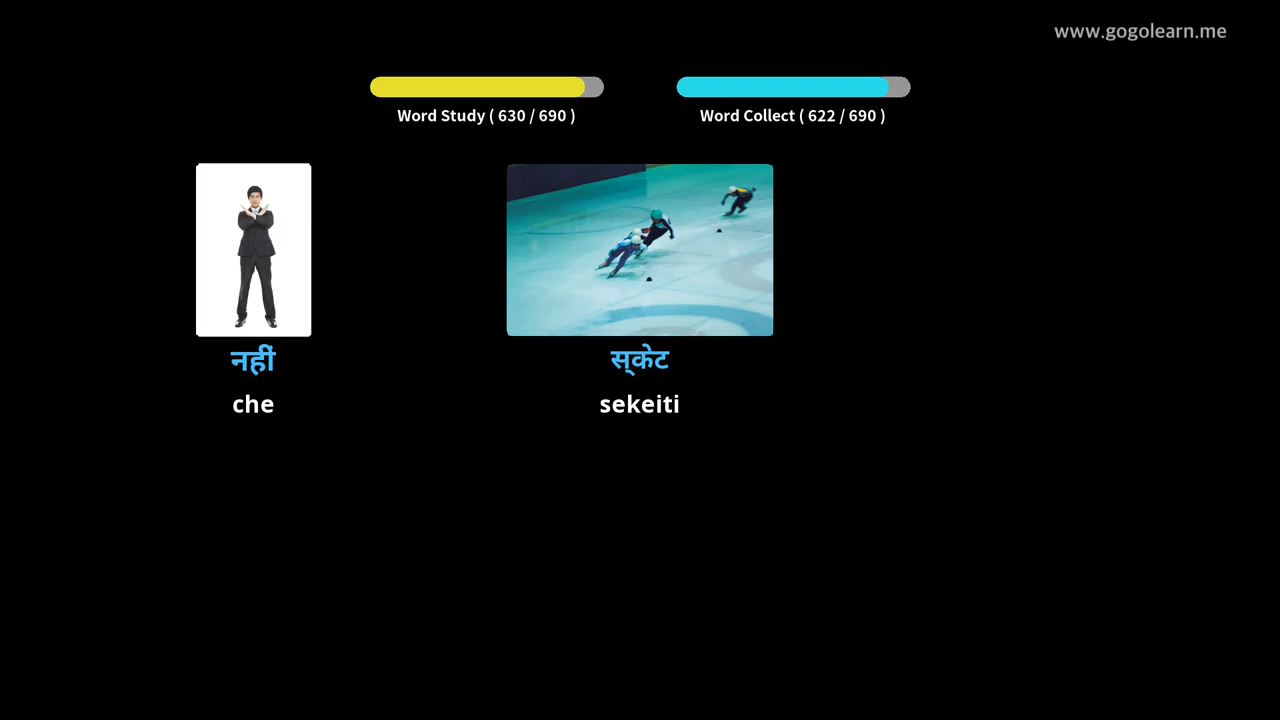 www.gogolearn.me
Word Study ( 630 / 690 )
Word Collect ( 622 / 690 )
नहीं
स्केट
che
sekeiti